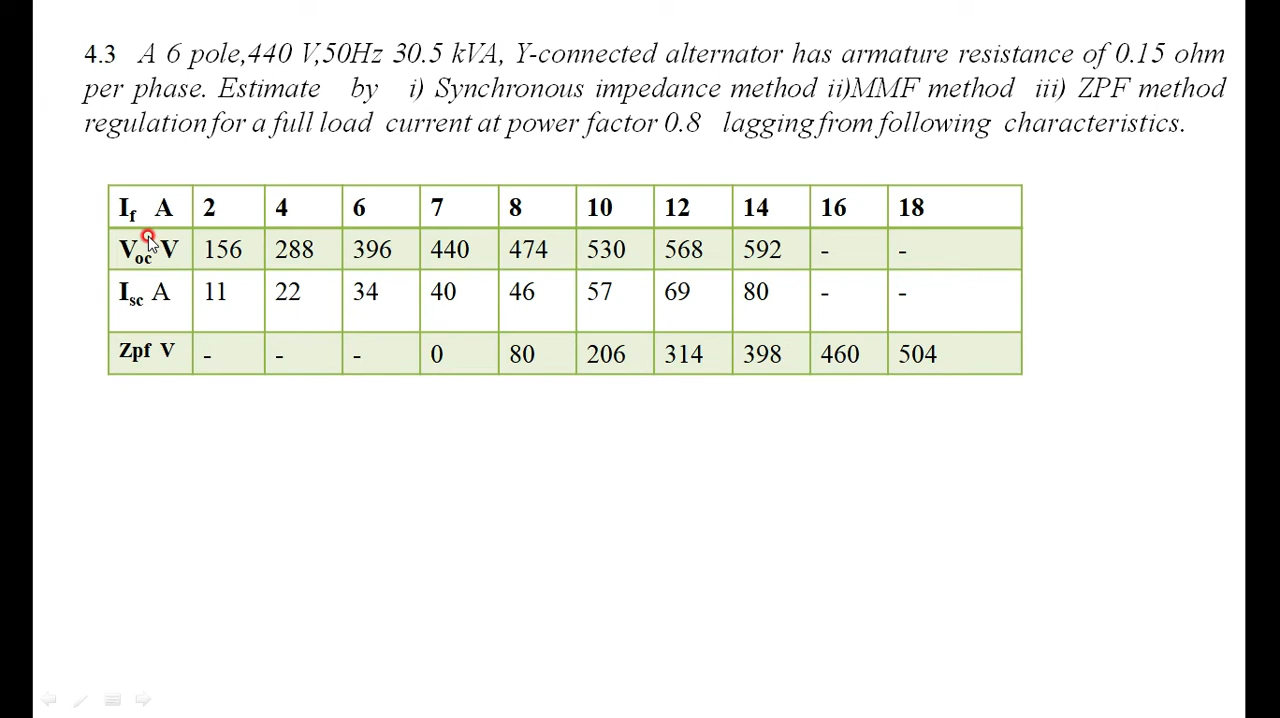 4.3 A 6 pole,440 V,50Hz 30.5 kVA, Y-connected alternator has armature resistance of 0.15 ohm
per phase. Estimate by i) Synchronous impedance method ii)MMF method iii) ZPF method
regulation for a full load current at power factor 0.8 lagging from following characteristics.
If A 2 4 6 7 8 10 12 14 16 18
Voc V 156 288 396 440 474 530 568 592 - -
Isc A 11 22 34 40 46 57 69 80 - -
Zpf V - - - 0 80 206 314 398 460 504